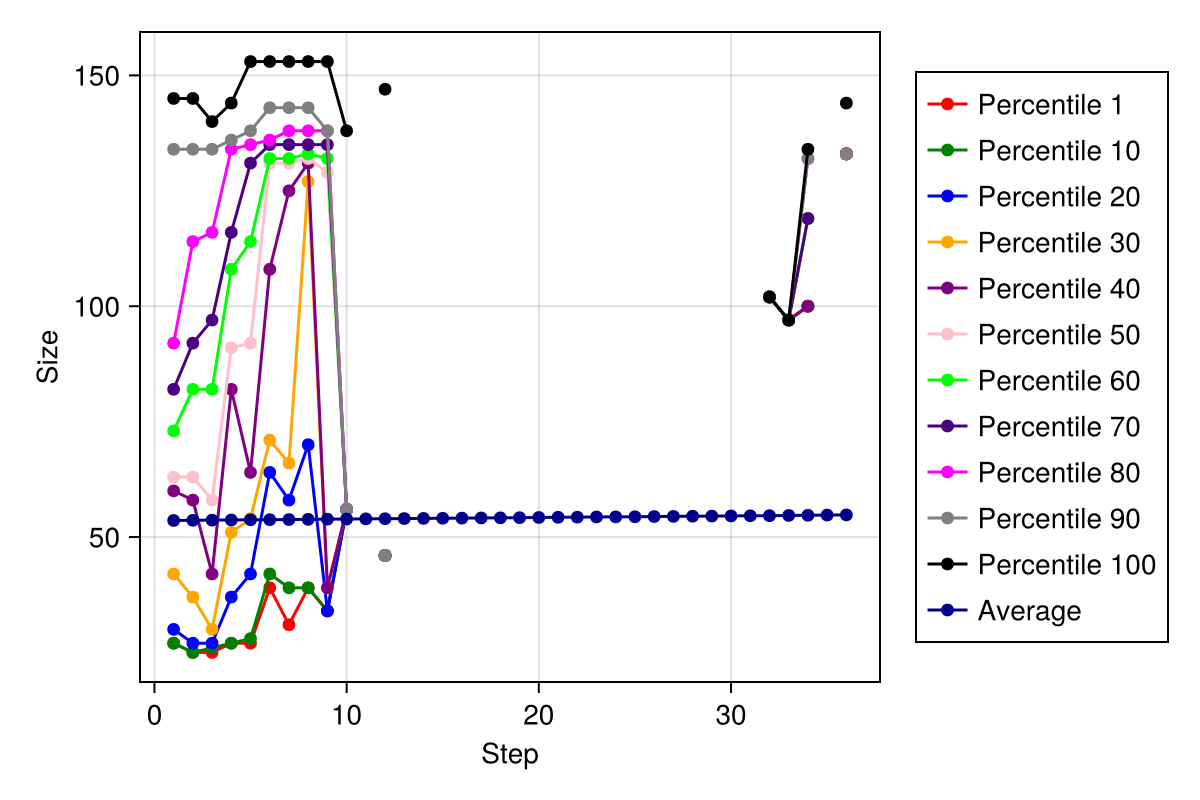 150
100
50
Size
0
10
20
30
Step
Percentile 1
Percentile 10
Percentile 20
Percentile 30
Percentile 40
Percentile 50
Percentile 60
Percentile 70
Percentile 80
Percentile 90
Percentile 100
Average